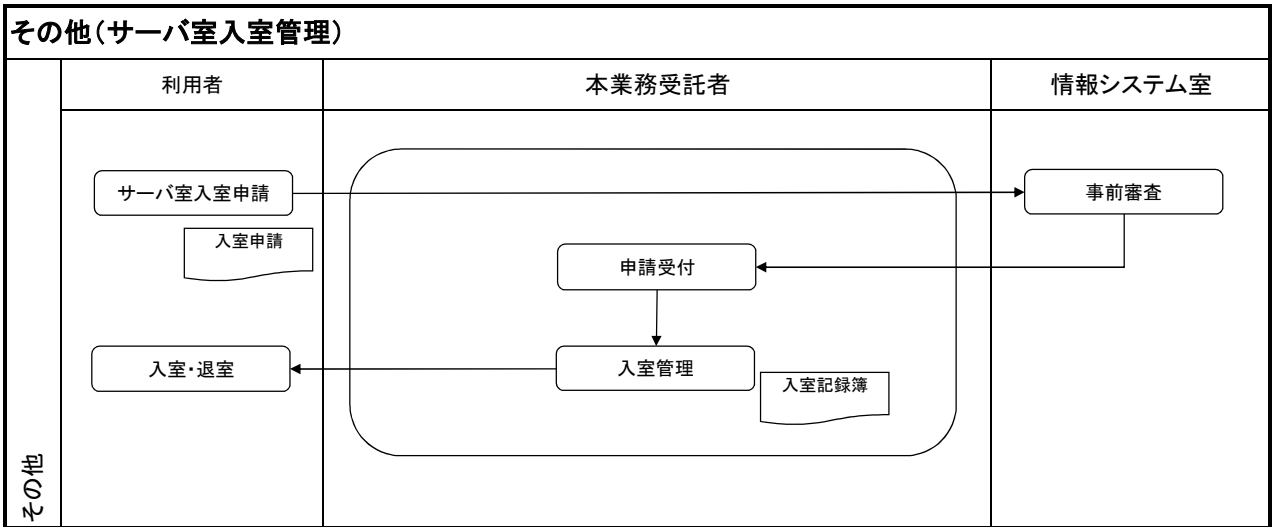 その他（サーバ室入室管理）
利用者
本業務受託者
情報システム室
サーバ室入室申請
事前審査
入室申請
申請受付
入室・退室
入室管理
入室記録簿
その他